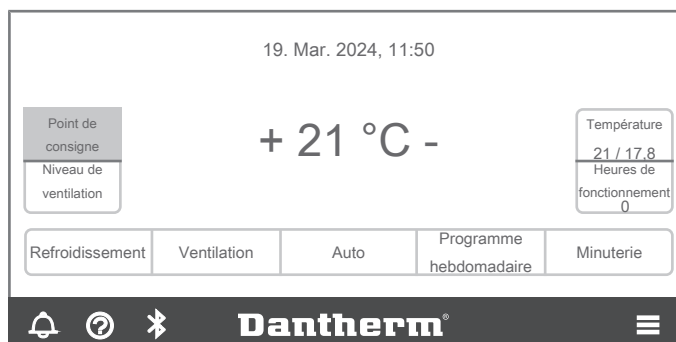 19. Mar. 2024, 11:50
Point de
consigne
Niveau de
ventilation
+ 21 °C -
Température
21 / 17,8
Heures de
fonctionnement
0
Refroidissement
Ventilation
Auto
Programme
hebdomadaire
Minuterie
Dantherm®